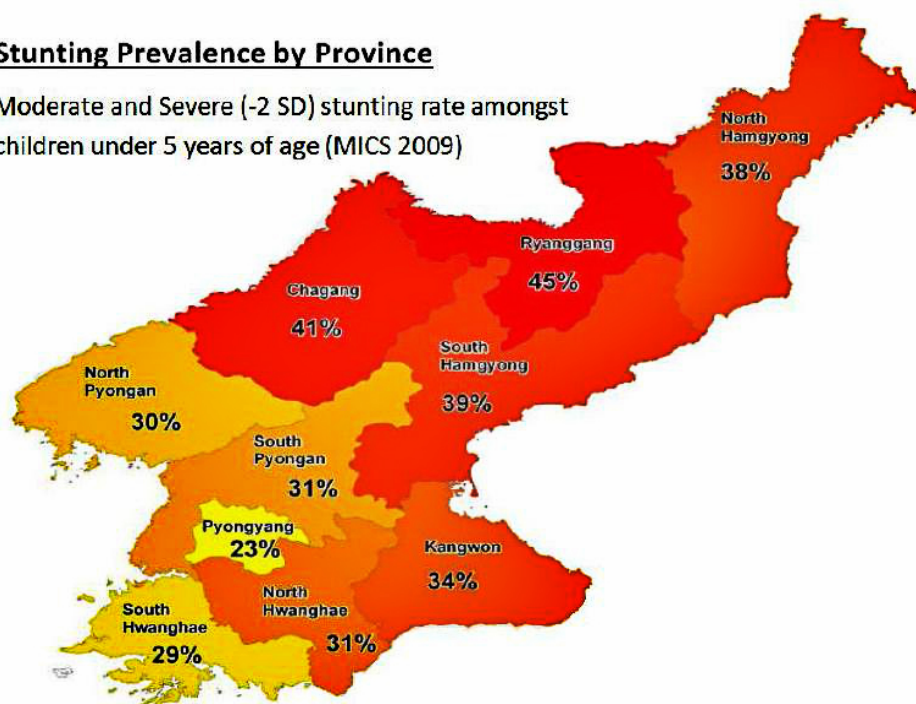 Stunting Prevalence by Province
Moderate and Severe (-2 SD) stunting rate amongst
children under 5 years of age (MICS 2009)
North
Hamgyong
38%
Ryanggang
45%
Chagang
41%
South
Hamgyong
39%
North
Pyongan
30%
South
Pyongan
31%
Pyongyang
23%
Kangwon
34%
North
Hwanghae
31%
South
Hwanghae
29%